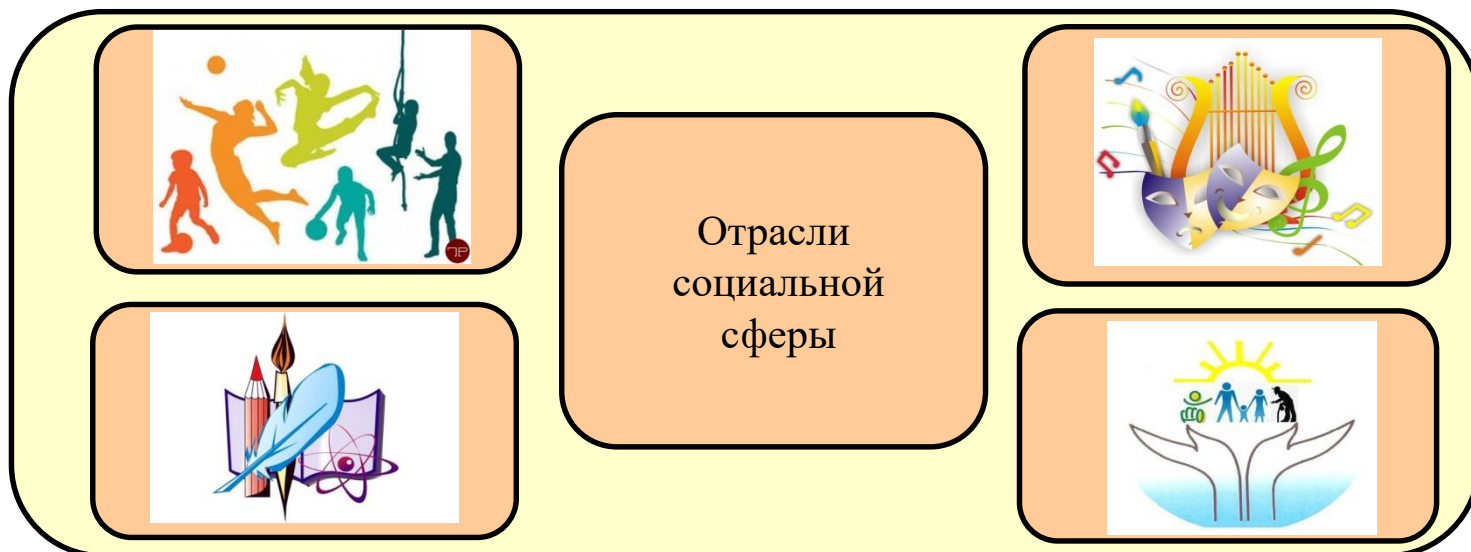 Отрасли
социальной
сферы